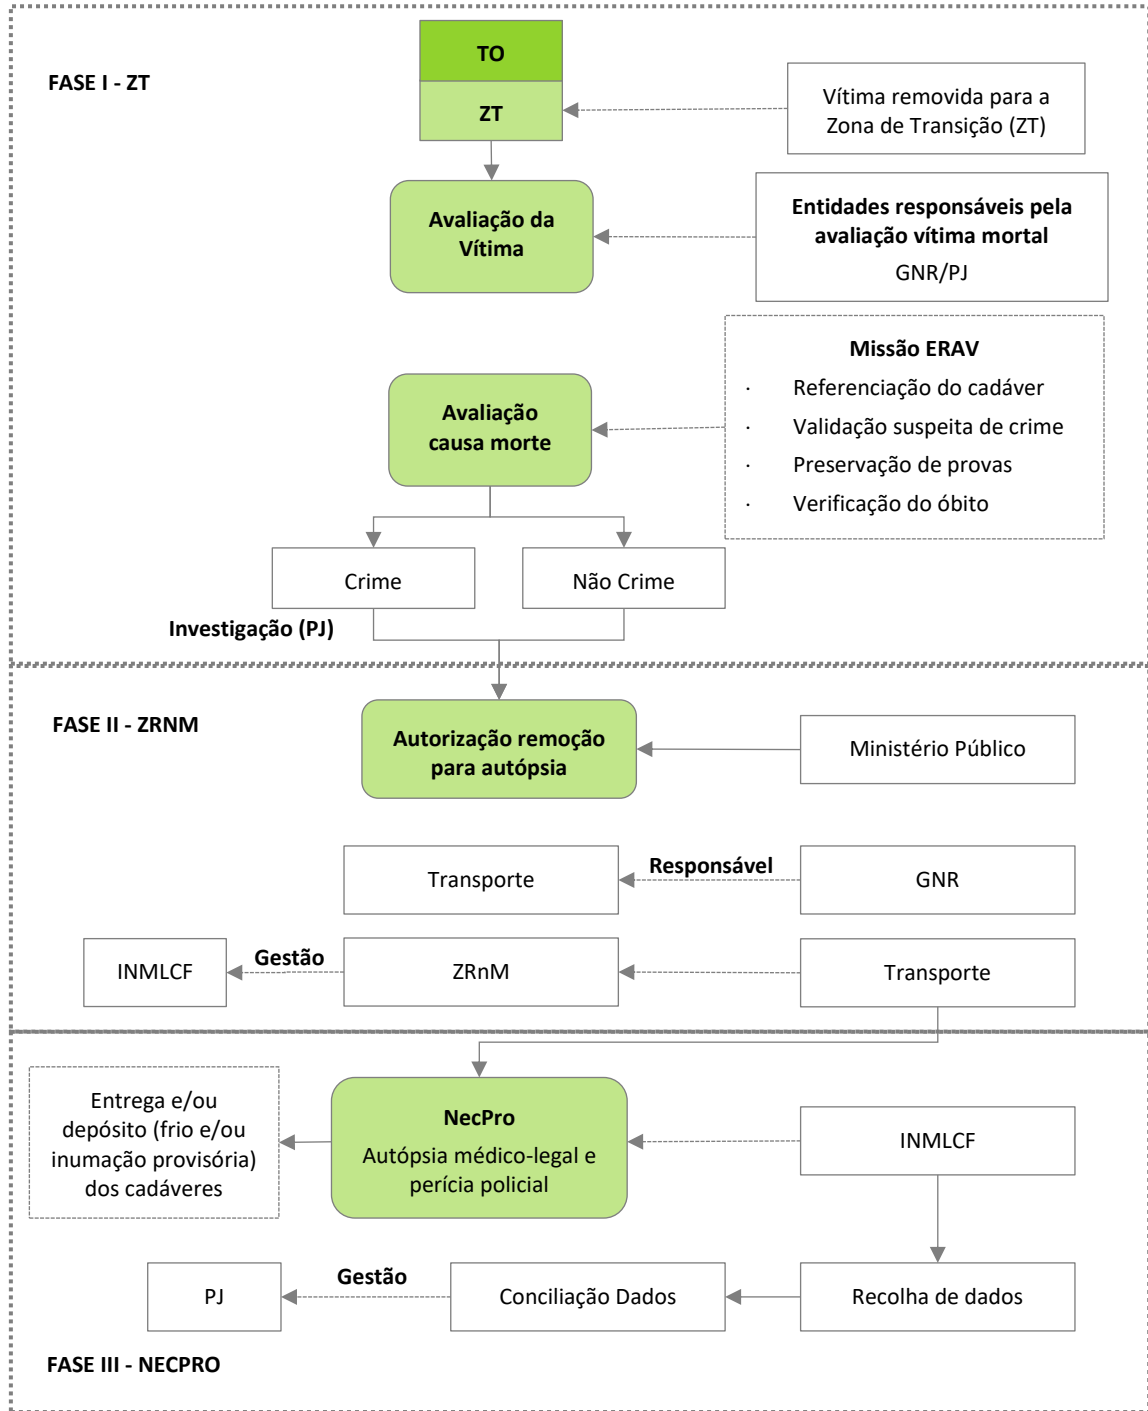 TO
FASE I - ZT
ZT
Vítima removida para a
Zona de Transição (ZT)
Avaliação da
Vítima
Entidades responsáveis pela
avaliação vítima mortal
GNR/PJ
Missão ERAV
· Referenciação do cadáver
· Validação suspeita de crime
· Preservação de provas
· Verificação do óbito
Avaliação
causa morte
Crime
Não Crime
Investigação (PJ)
FASE II - ZRNM
Autorização remoção
para autópsia
Ministério Público
Transporte
Responsável
GNR
INMLCF
Gestão
ZRnM
Transporte
Entrega e/ou
depósito (frio e/ou
inumação provisória)
dos cadáveres
NecPro
Autópsia médico-legal e
perícia policial
INMLCF
PJ
Gestão
Conciliação Dados
Recolha de dados
FASE III - NECPRO